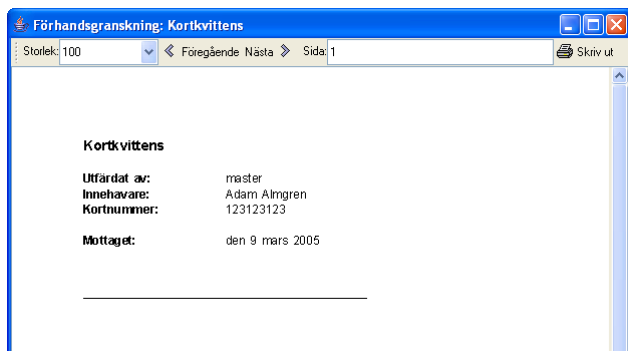 Förhandsgranskning: Kortkvittens
Storlek: 100 Föregående Nästa Sida: 1 Skriv ut
Kortkvittens
Utfärdat av: master
Innehavare: Adam Almgren
Kortnummer: 123123123
Mottaget: den 9 mars 2005